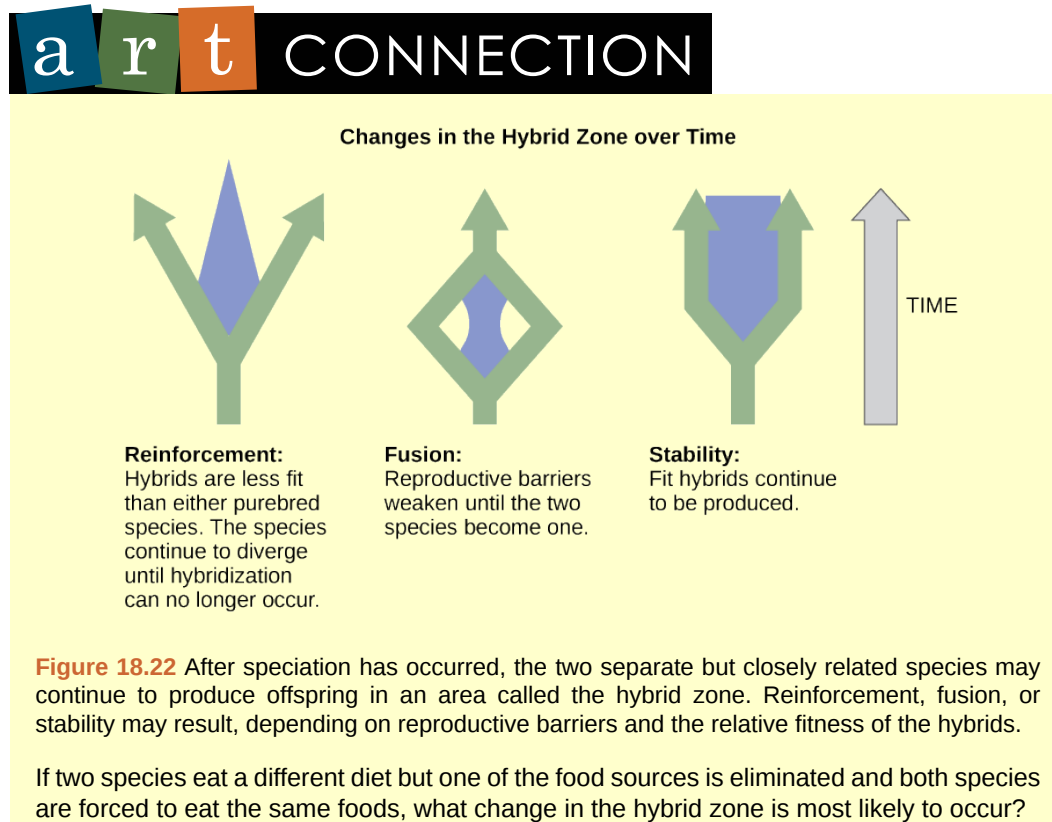 art CONNECTION
Changes in the Hybrid Zone over Time
TIME
Reinforcement:
Hybrids are less fit
than either purebred
species. The species
continue to diverge
until hybridization
can no longer occur.
Fusion:
Reproductive barriers
weaken until the two
species become one.
Stability:
Fit hybrids continue
to be produced.
Figure 18.22 After speciation has occurred, the two separate but closely related species may
continue to produce offspring in an area called the hybrid zone. Reinforcement, fusion, or
stability may result, depending on reproductive barriers and the relative fitness of the hybrids.
If two species eat a different diet but one of the food sources is eliminated and both species
are forced to eat the same foods, what change in the hybrid zone is most likely to occur?